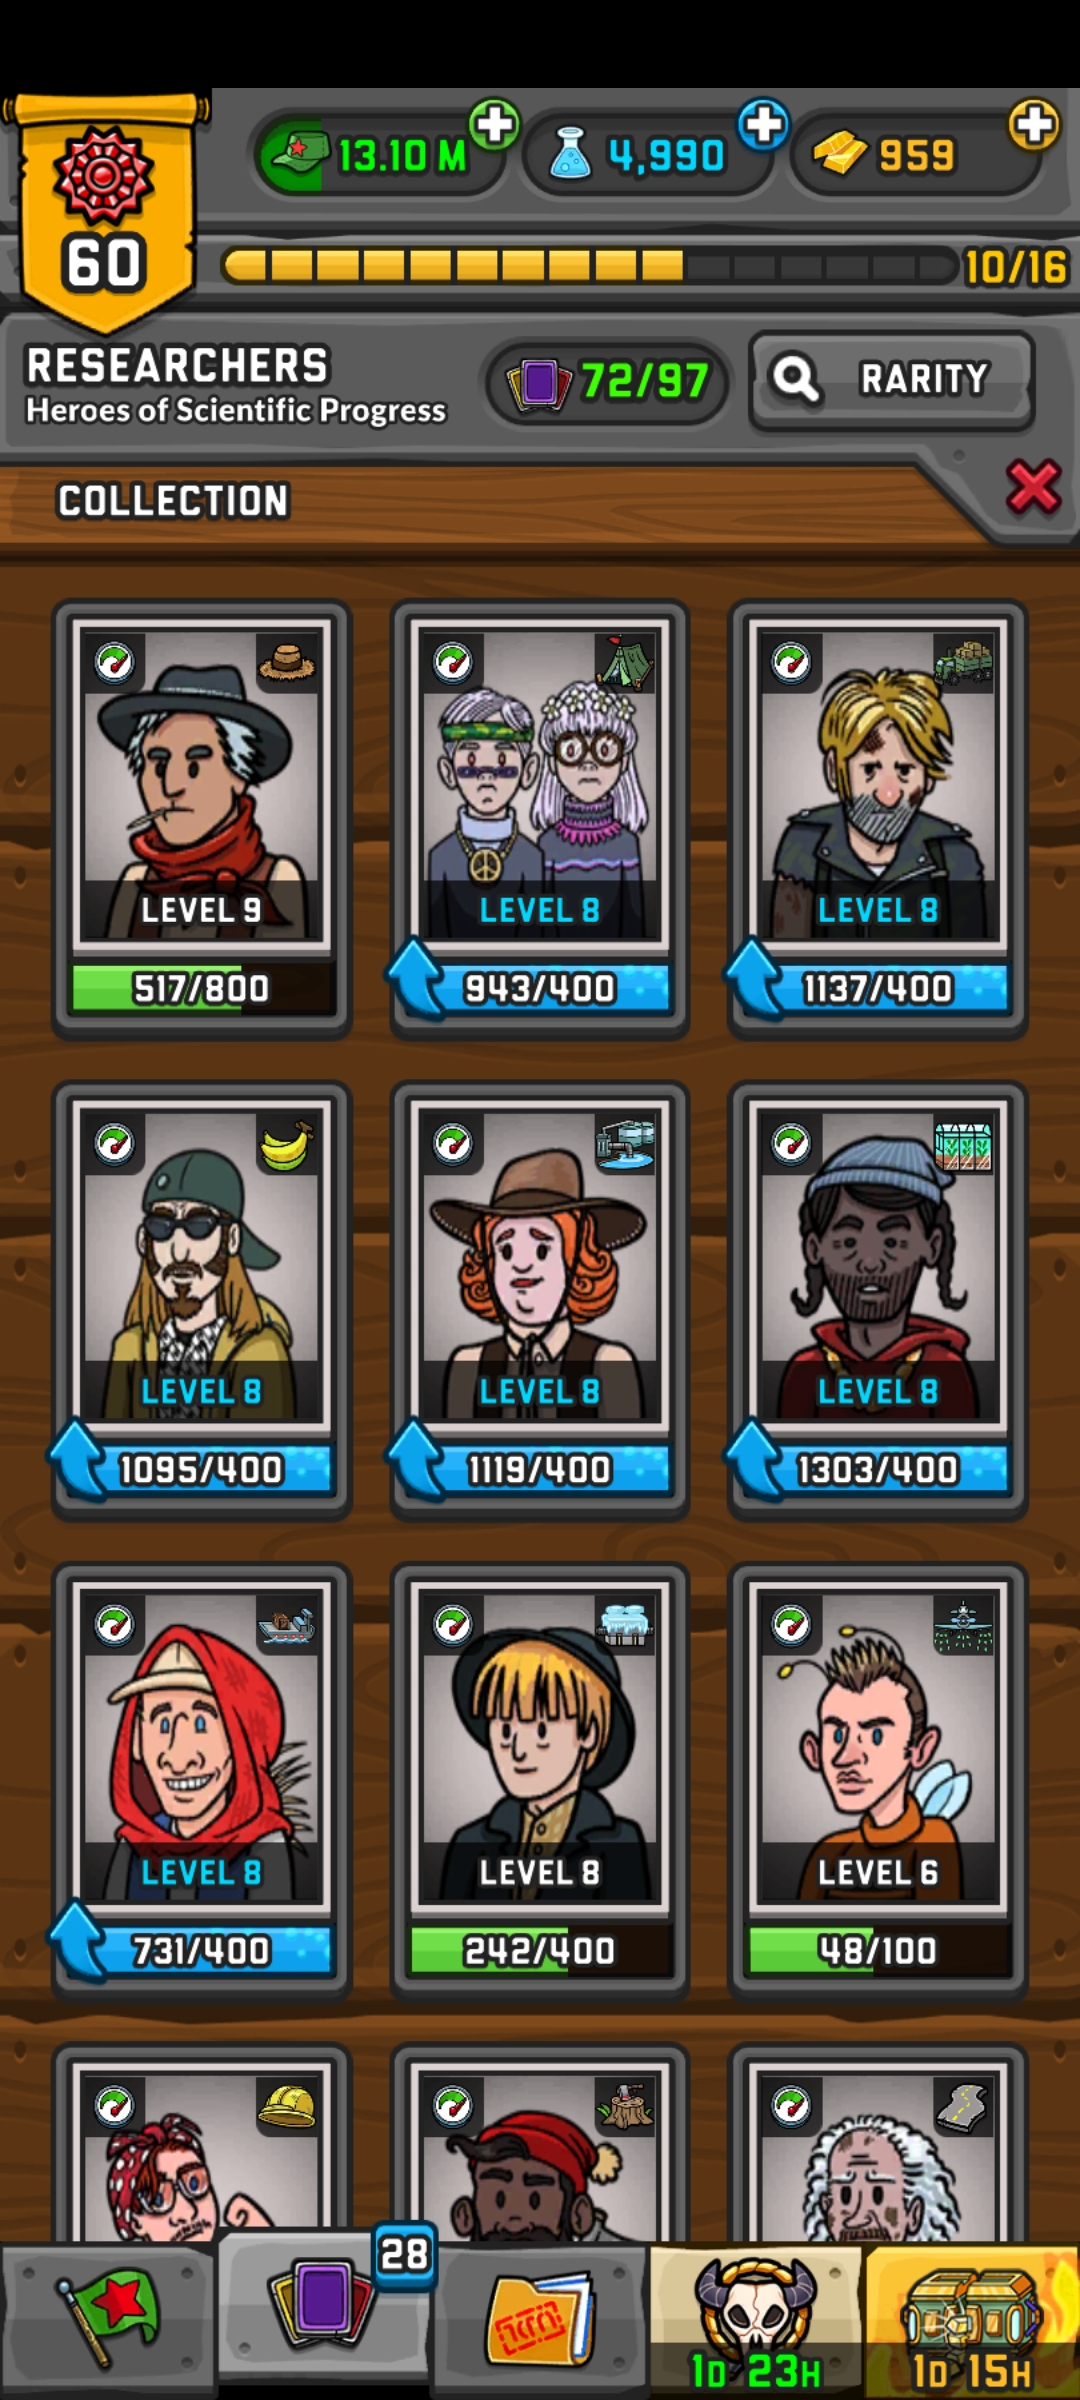 13.10 M
4,990
959
60
10/16
RESEARCHERS
Heroes of Scientific Progress
72/97
RARITY
COLLECTION
LEVEL 9
LEVEL 8
LEVEL 8
517/800
943/400
1137/400
LEVEL 8
LEVEL 8
LEVEL 8
1095/400
1119/400
1303/400
LEVEL 8
LEVEL 8
LEVEL 6
731/400
242/400
48/100
28
1D 23H
1D 15H